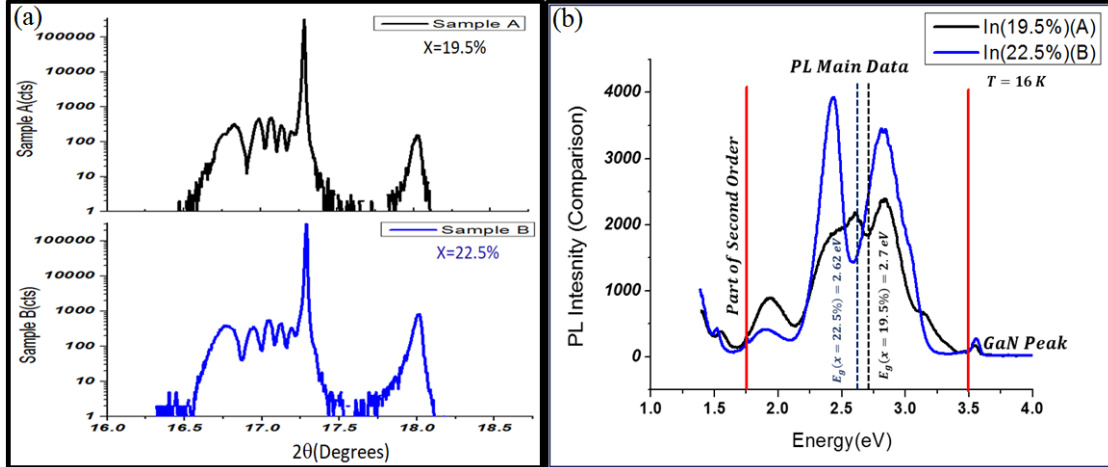 (a)
Sample A
X=19.5%
Sample A(cts)
100000
10000
1000
100
10
1
Sample B
X=22.5%
Sample B(cts)
100000
10000
1000
100
10
1
16.0 16.5 17.0 17.5 18.0 18.5
2θ(Degrees)
(b)
In(19.5%)(A)
In(22.5%)(B)
T = 16 K
PL Main Data
PL Intesnity (Comparison)
4000
3000
2000
1000
0
Part of Second Order
E_g(x = 22.5%) = 2.62 eV
E_g(x = 19.5%) = 2.7 eV
GaN Peak
1.0 1.5 2.0 2.5 3.0 3.5 4.0
Energy(eV)